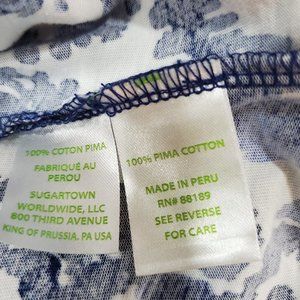 100% COTON PIMA
FABRIQUÉ AU
PEROU
SUGARTOWN
WORLDWIDE, LLC
800 THIRD AVENUE
KING OF PRUSSIA, PA USA
100% PIMA COTTON
MADE IN PERU
RN# 88189
SEE REVERSE
FOR CARE